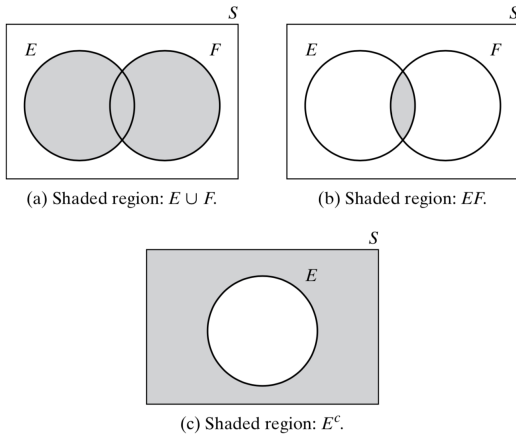 S
E F
(a) Shaded region: E ∪ F.
S
E F
(b) Shaded region: EF.
S
E
(c) Shaded region: Eᶜ.